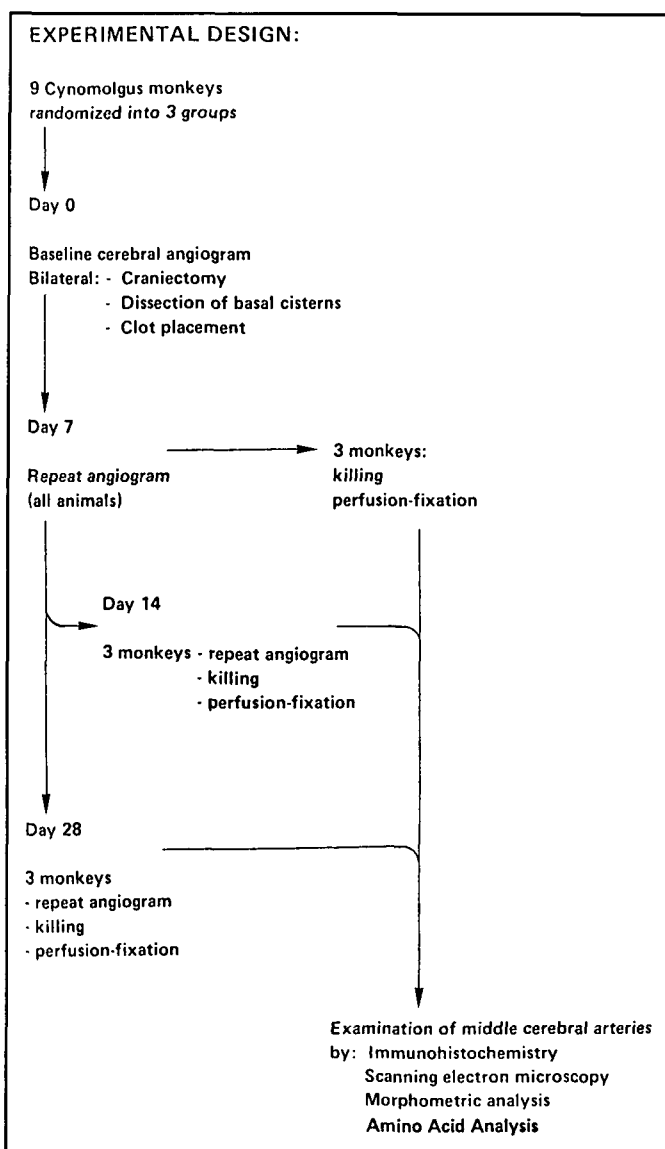 EXPERIMENTAL DESIGN:
9 Cynomolgus monkeys
randomized into 3 groups
Day 0
Baseline cerebral angiogram
Bilateral: - Craniectomy
- Dissection of basal cisterns
- Clot placement
Day 7
Repeat angiogram
(all animals)
3 monkeys:
killing
perfusion-fixation
Day 14
3 monkeys - repeat angiogram
- killing
- perfusion-fixation
Day 28
3 monkeys
- repeat angiogram
- killing
- perfusion-fixation
Examination of middle cerebral arteries
by: Immunohistochemistry
Scanning electron microscopy
Morphometric analysis
Amino Acid Analysis